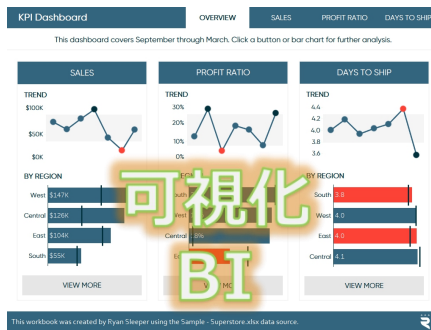 KPI Dashboard
OVERVIEW SALES PROFIT RATIO DAYS TO SHIP
This dashboard covers September through March. Click a button or bar chart for further analysis.
SALES
TREND
$100K
$50K
$0K
BY REGION
West $147K
Central $126K
East $104K
South $55K
VIEW MORE
PROFIT RATIO
TREND
30%
20%
10%
0%
Central 8%
DAYS TO SHIP
TREND
4.4
4.2
4.0
3.8
3.6
BY REGION
South 3.8
West 4.0
East 4.0
Central 4.1
VIEW MORE
可視化
BI
This workbook was created by Ryan Sleeper using the Sample - Superstore.xlsx data source.